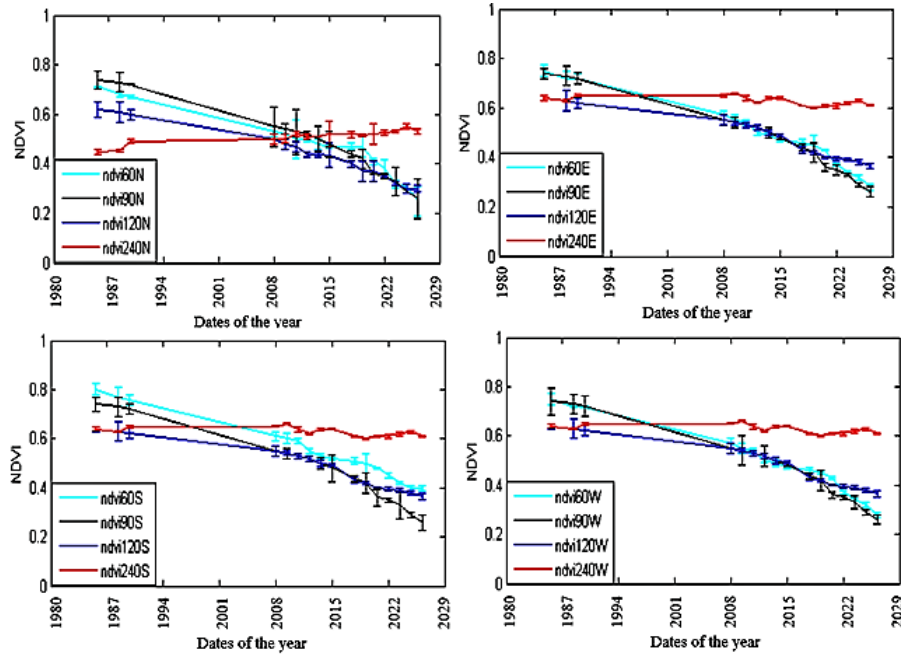 NDVI
1
0.8
0.6
0.4
0.2
0
ndvi60N
ndvi90N
ndvi120N
ndvi240N
1980
1987
1994
2001
2008
2015
2022
2029
Dates of the year
NDVI
1
0.8
0.6
0.4
0.2
0
ndvi60E
ndvi90E
ndvi120E
ndvi240E
1980
1987
1994
2001
2008
2015
2022
2029
Dates of the year
NDVI
1
0.8
0.6
0.4
0.2
0
ndvi60S
ndvi90S
ndvi120S
ndvi240S
1980
1987
1994
2001
2008
2015
2022
2029
Dates of the year
NDVI
1
0.8
0.6
0.4
0.2
0
ndvi60W
ndvi90W
ndvi120W
ndvi240W
1980
1987
1994
2001
2008
2015
2022
2029
Dates of the year